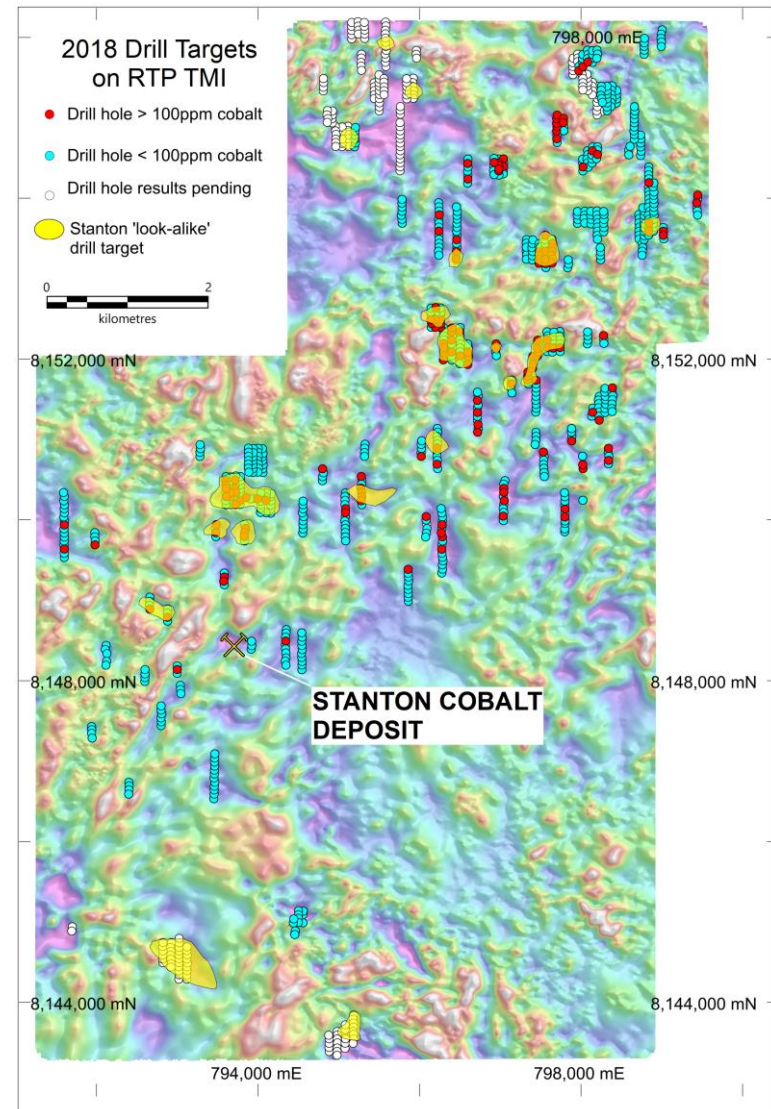 2018 Drill Targets
on RTP TMI
798,000 mE
Drill hole > 100ppm cobalt
Drill hole < 100ppm cobalt
Drill hole results pending
Stanton 'look-alike'
drill target
0 2
kilometres
8,152,000 mN 8,152,000 mN
8,148,000 mN 8,148,000 mN
STANTON COBALT
DEPOSIT
8,144,000 mN 8,144,000 mN
794,000 mE 798,000 mE